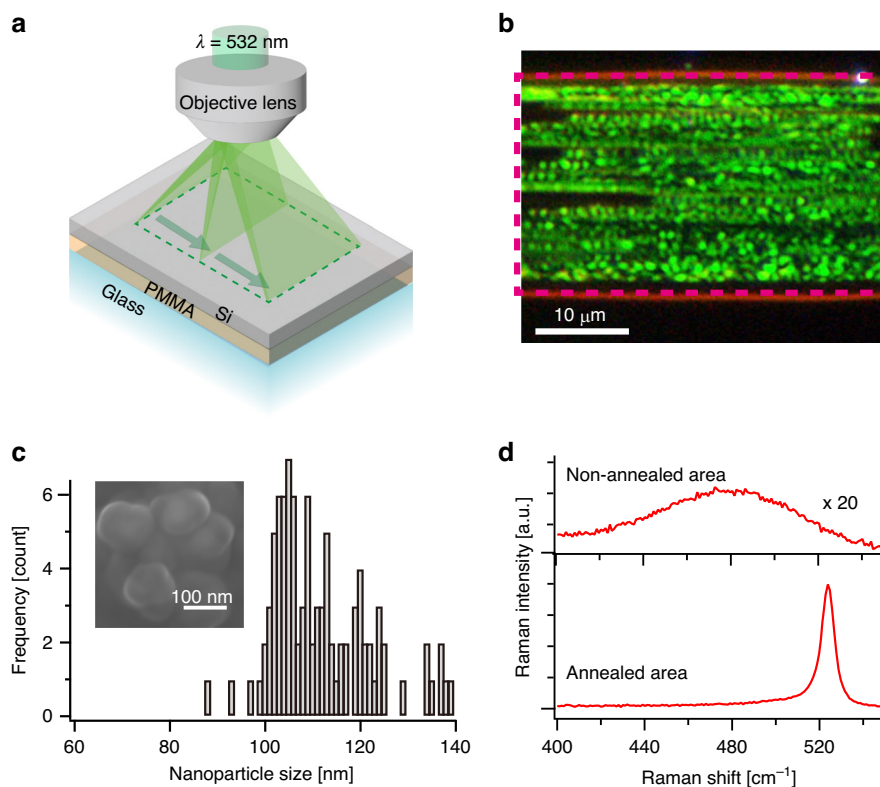 a
λ = 532 nm
Objective lens
Glass
PMMA
Si
b
10 μm
c
Frequency [count]
6
4
2
0
100 nm
60
80
100
120
140
Nanoparticle size [nm]
d
Raman intensity [a.u.]
Non-annealed area
x 20
Annealed area
400
440
480
520
Raman shift [cm⁻¹]